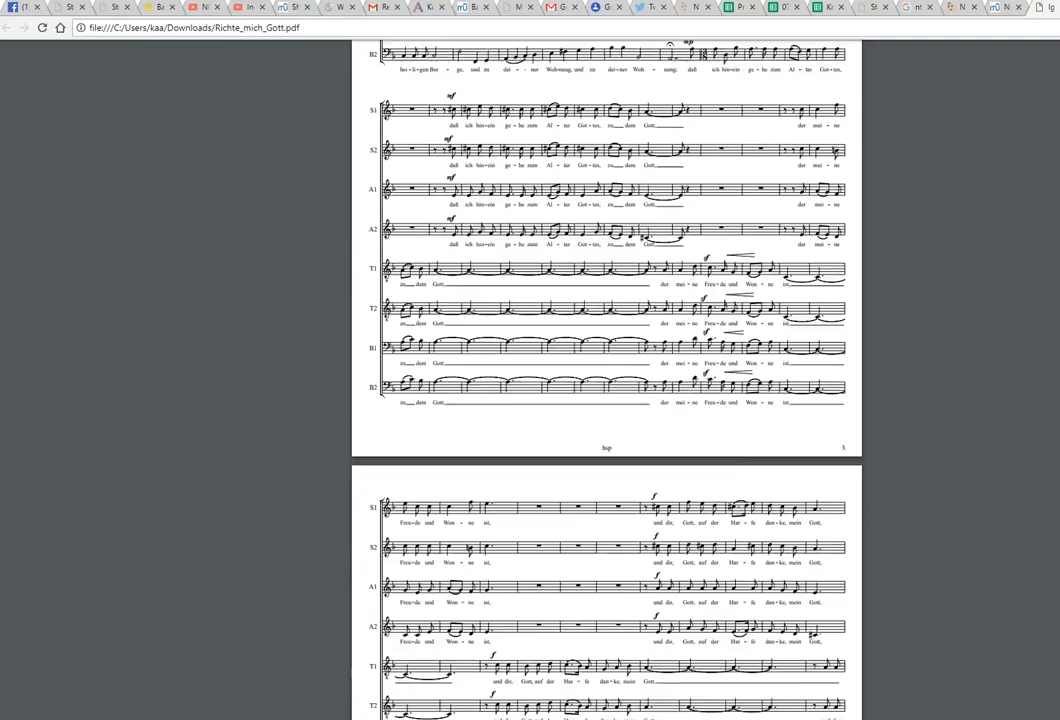 file:///C:/Users/kaa/Downloads/Richte_mich_Gott.pdf
mp
B2
hei-li-gen Ber - ge, und zu dei - - ner Woh-nung, und zu dei-ner Woh - nung; daß ich hin-ein ge-he zum Al - tar Got-tes,
mf
S1
daß ich hin-ein ge - he zum Al - tar Got-tes, zu dem Gott der mei - ne
mf
S2
daß ich hin-ein ge - he zum Al - tar Got-tes, zu dem Gott der mei - ne
mf
A1
daß ich hin-ein ge - he zum Al - tar Got-tes, zu dem Gott der mei - ne
mf
A2
daß ich hin-ein ge - he zum Al - tar Got-tes, zu dem Gott der mei - ne
T1
zu dem Gott der mei - ne Freu-de und Won - ne ist,
T2
zu dem Gott der mei - ne Freu-de und Won - ne ist,
B1
zu dem Gott der mei - ne Freu-de und Won - ne ist,
B2
zu dem Gott der mei - ne Freu-de und Won - ne ist,
hsp 3
f
S1
Freu-de und Won - ne ist, und dir, Gott, auf der Har - fe dan-ke, mein Gott,
f
S2
Freu-de und Won - ne ist, und dir, Gott, auf der Har - fe dan-ke, mein Gott,
f
A1
Freu-de und Won - ne ist, und dir, Gott, auf der Har - fe dan-ke, mein Gott,
f
A2
Freu-de und Won - ne ist, und dir, Gott, auf der Har - fe dan-ke, mein Gott,
f
T1
und dir, Gott, auf der Har - fe dan-ke, mein Gott
f
T2